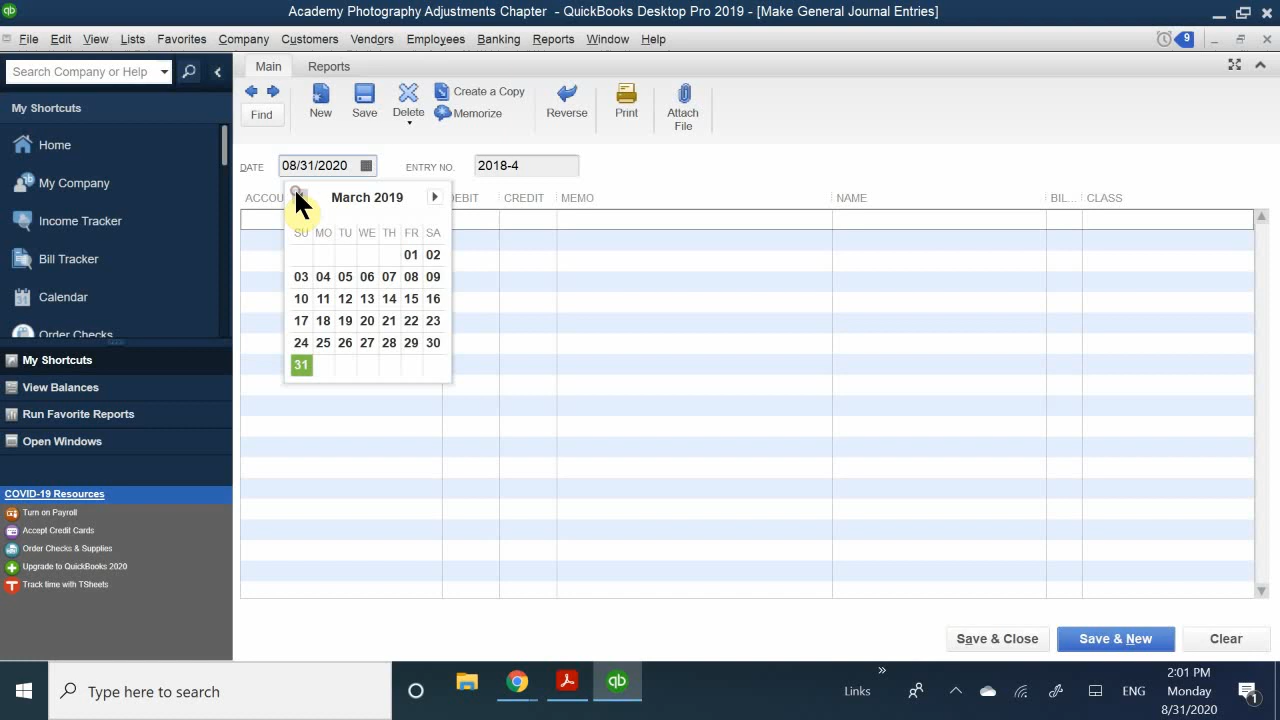 Academy Photography Adjustments Chapter - QuickBooks Desktop Pro 2019 - [Make General Journal Entries]
File Edit View Lists Favorites Company Customers Vendors Employees Banking Reports Window Help
9
Search Company or Help
Main Reports
My Shortcuts
Find
New
Save
Delete
Create a Copy
Memorize
Reverse
Print
Attach
File
Home
My Company
Income Tracker
Bill Tracker
Calendar
Order Checks
DATE 08/31/2020 ENTRY NO. 2018-4
ACCOU EBIT CREDIT MEMO NAME BIL... CLASS
March 2019
SU MO TU WE TH FR SA
01 02
03 04 05 06 07 08 09
10 11 12 13 14 15 16
17 18 19 20 21 22 23
24 25 26 27 28 29 30
31
My Shortcuts
View Balances
Run Favorite Reports
Open Windows
COVID-19 Resources
Turn on Payroll
Accept Credit Cards
Order Checks & Supplies
Upgrade to QuickBooks 2020
Track time with TSheets
Save & Close Save & New Clear
Type here to search
qb
Links
ENG
2:01 PM
Monday
8/31/2020
1